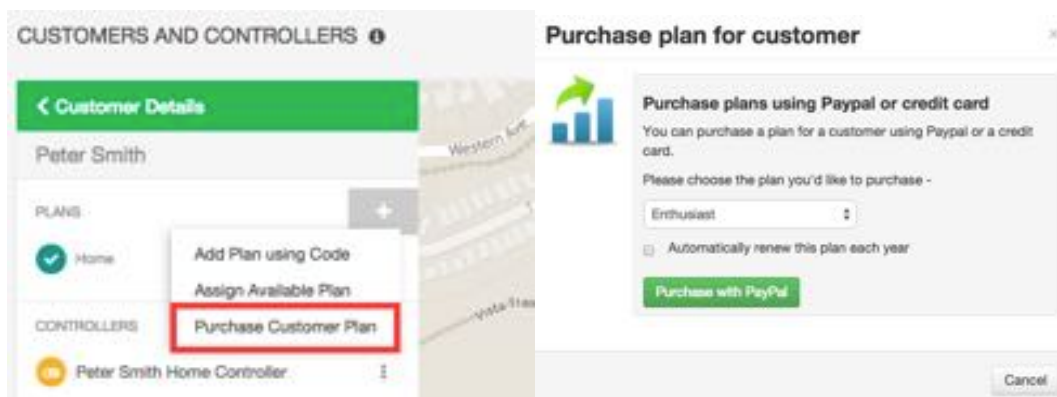 CUSTOMERS AND CONTROLLERS
Customer Details
Peter Smith
PLANS
Home
Add Plan using Code
Assign Available Plan
Purchase Customer Plan
CONTROLLERS
Peter Smith Home Controller
Western Ave
Purchase plan for customer
Purchase plans using Paypal or credit card
You can purchase a plan for a customer using Paypal or a credit
card.
Please choose the plan you'd like to purchase -
Enthusiast
Automatically renew this plan each year
Purchase with PayPal
Cancel